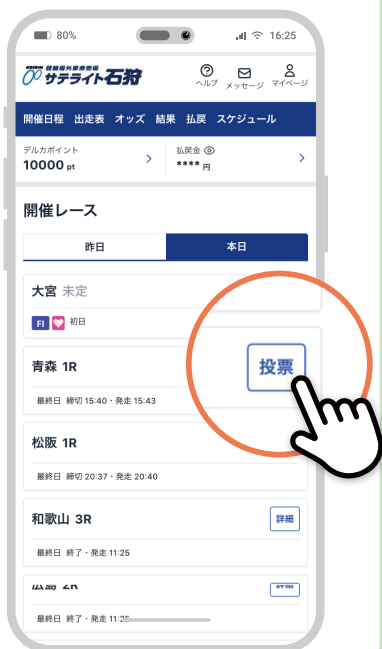 80%
16:25
競輪場外車券売場
サテライト石狩
ヘルプ メッセージ マイページ
開催日程 出走表 オッズ 結果 払戻 スケジュール
デルカポイント
10000 pt
払戻金
**** 円
開催レース
昨日 本日
大宮 未定
FI 初日
青森 1R
投票
最終日 締切 15:40・発走 15:43
松阪 1R
最終日 締切 20:37・発走 20:40
和歌山 3R
詳細
最終日 終了・発走 11:25
広島 2R
詳細
最終日 終了・発走 11:25